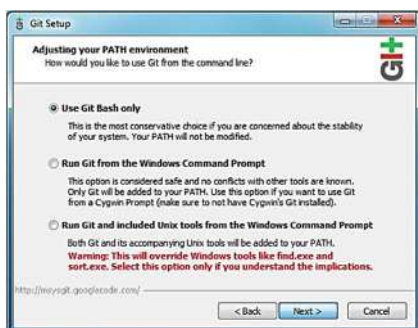 Git Setup
Adjusting your PATH environment
How would you like to use Git from the command line?
Git
Use Git Bash only
This is the most conservative choice if you are concerned about the stability
of your system. Your PATH will not be modified.
Run Git from the Windows Command Prompt
This option is considered safe and no conflicts with other tools are known.
Only Git will be added to your PATH. Use this option if you want to use Git
from a Cygwin Prompt (make sure to not have Cygwin's Git installed).
Run Git and included Unix tools from the Windows Command Prompt
Both Git and its accompanying Unix tools will be added to your PATH.
Warning: This will override Windows tools like find.exe and
sort.exe. Select this option only if you understand the implications.
http://msysgit.googlecode.com/
< Back Next > Cancel